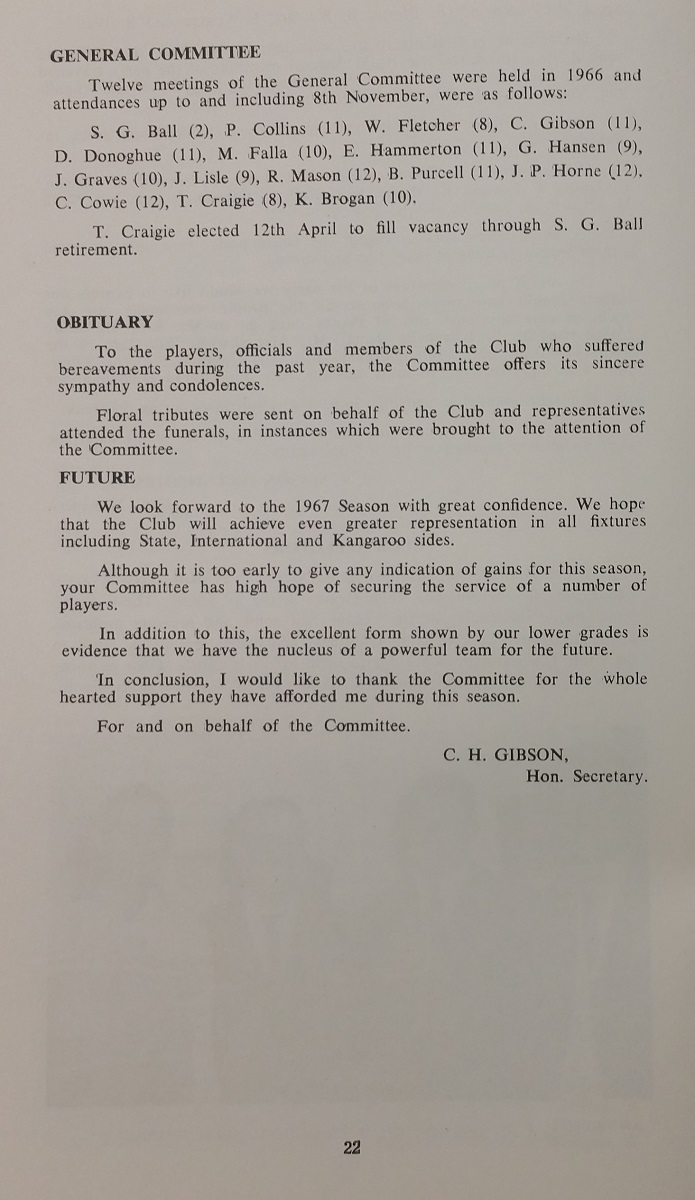 GENERAL COMMITTEE
Twelve meetings of the General Committee were held in 1966 and
attendances up to and including 8th November, were as follows:
S. G. Ball (2), P. Collins (11), W. Fletcher (8), C. Gibson (11),
D. Donoghue (11), M. Falla (10), E. Hammerton (11), G. Hansen (9),
J. Graves (10), J. Lisle (9), R. Mason (12), B. Purcell (11), J. P. Horne (12),
C. Cowie (12), T. Craigie (8), K. Brogan (10).
T. Craigie elected 12th April to fill vacancy through S. G. Ball
retirement.
OBITUARY
To the players, officials and members of the Club who suffered
bereavements during the past year, the Committee offers its sincere
sympathy and condolences.
Floral tributes were sent on behalf of the Club and representatives
attended the funerals, in instances which were brought to the attention of
the Committee.
FUTURE
We look forward to the 1967 Season with great confidence. We hope
that the Club will achieve even greater representation in all fixtures
including State, International and Kangaroo sides.
Although it is too early to give any indication of gains for this season,
your Committee has high hope of securing the service of a number of
players.
In addition to this, the excellent form shown by our lower grades is
evidence that we have the nucleus of a powerful team for the future.
In conclusion, I would like to thank the Committee for the whole
hearted support they have afforded me during this season.
For and on behalf of the Committee.
C. H. GIBSON,
Hon. Secretary.
22